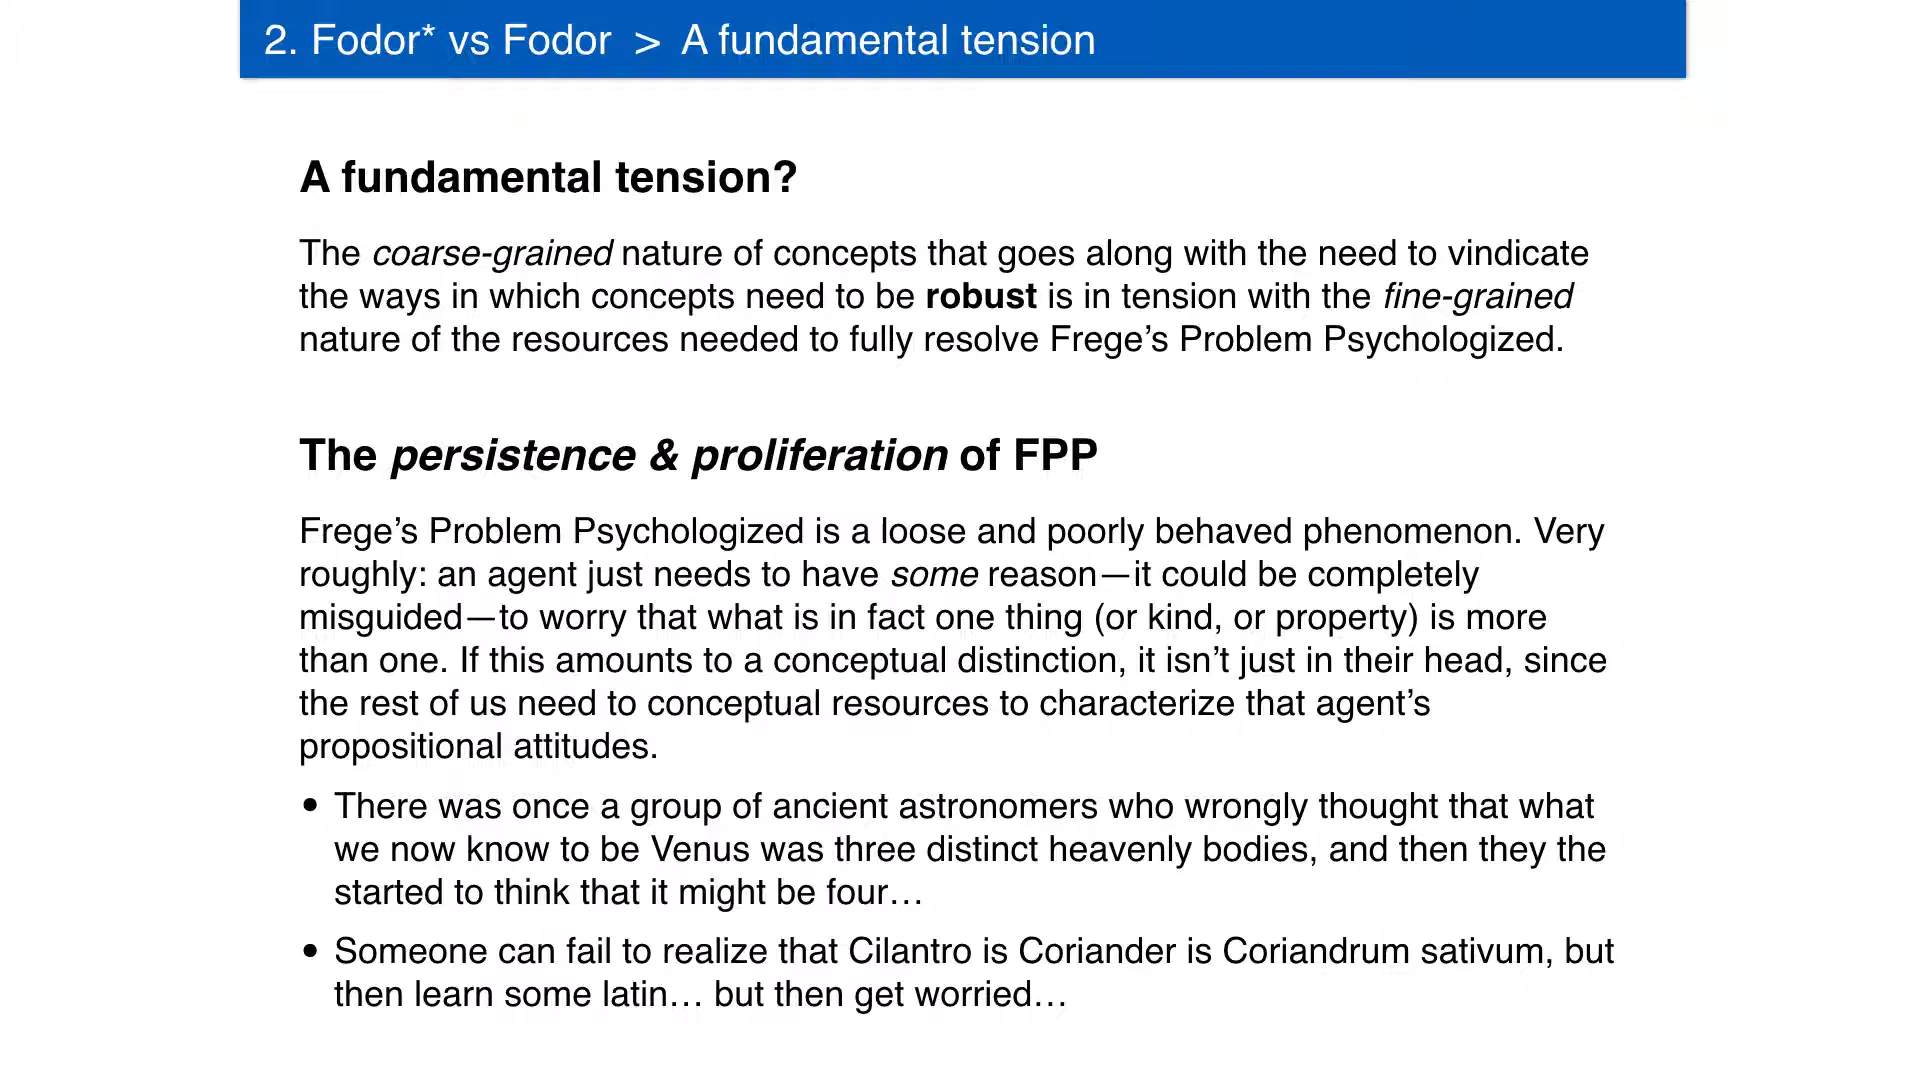 2. Fodor* vs Fodor > A fundamental tension
A fundamental tension?
The coarse-grained nature of concepts that goes along with the need to vindicate
the ways in which concepts need to be robust is in tension with the fine-grained
nature of the resources needed to fully resolve Frege’s Problem Psychologized.
The persistence & proliferation of FPP
Frege’s Problem Psychologized is a loose and poorly behaved phenomenon. Very
roughly: an agent just needs to have some reason—it could be completely
misguided—to worry that what is in fact one thing (or kind, or property) is more
than one. If this amounts to a conceptual distinction, it isn’t just in their head, since
the rest of us need to conceptual resources to characterize that agent’s
propositional attitudes.
• There was once a group of ancient astronomers who wrongly thought that what
we now know to be Venus was three distinct heavenly bodies, and then they the
started to think that it might be four…
• Someone can fail to realize that Cilantro is Coriander is Coriandrum sativum, but
then learn some latin… but then get worried…